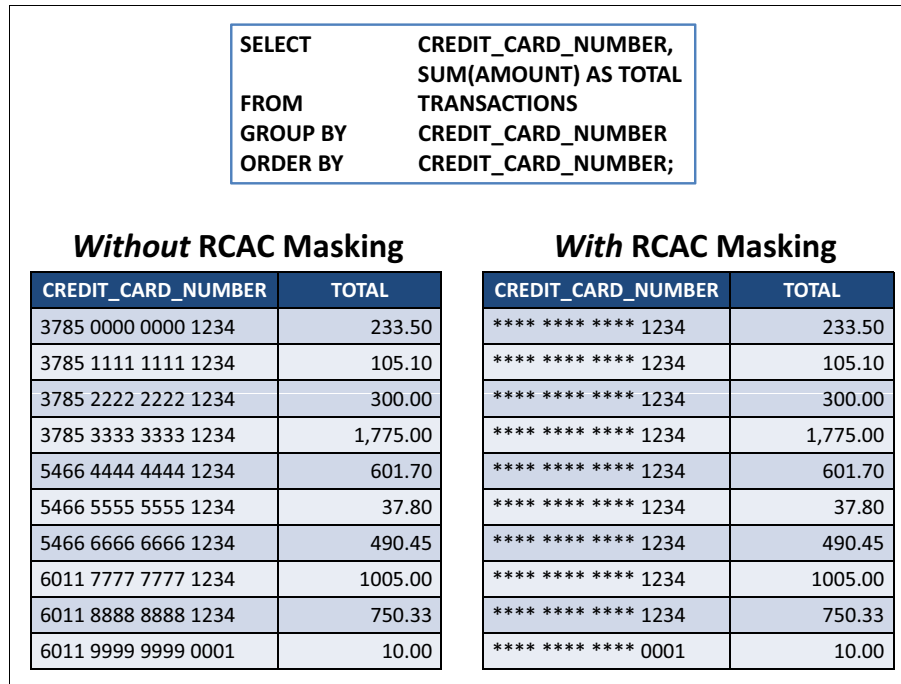 SELECT CREDIT_CARD_NUMBER,
SUM(AMOUNT) AS TOTAL
FROM TRANSACTIONS
GROUP BY CREDIT_CARD_NUMBER
ORDER BY CREDIT_CARD_NUMBER;
Without RCAC Masking
CREDIT_CARD_NUMBER TOTAL
3785 0000 0000 1234 233.50
3785 1111 1111 1234 105.10
3785 2222 2222 1234 300.00
3785 3333 3333 1234 1,775.00
5466 4444 4444 1234 601.70
5466 5555 5555 1234 37.80
5466 6666 6666 1234 490.45
6011 7777 7777 1234 1005.00
6011 8888 8888 1234 750.33
6011 9999 9999 0001 10.00
With RCAC Masking
CREDIT_CARD_NUMBER TOTAL
**** **** **** 1234 233.50
**** **** **** 1234 105.10
**** **** **** 1234 300.00
**** **** **** 1234 1,775.00
**** **** **** 1234 601.70
**** **** **** 1234 37.80
**** **** **** 1234 490.45
**** **** **** 1234 1005.00
**** **** **** 1234 750.33
**** **** **** 0001 10.00